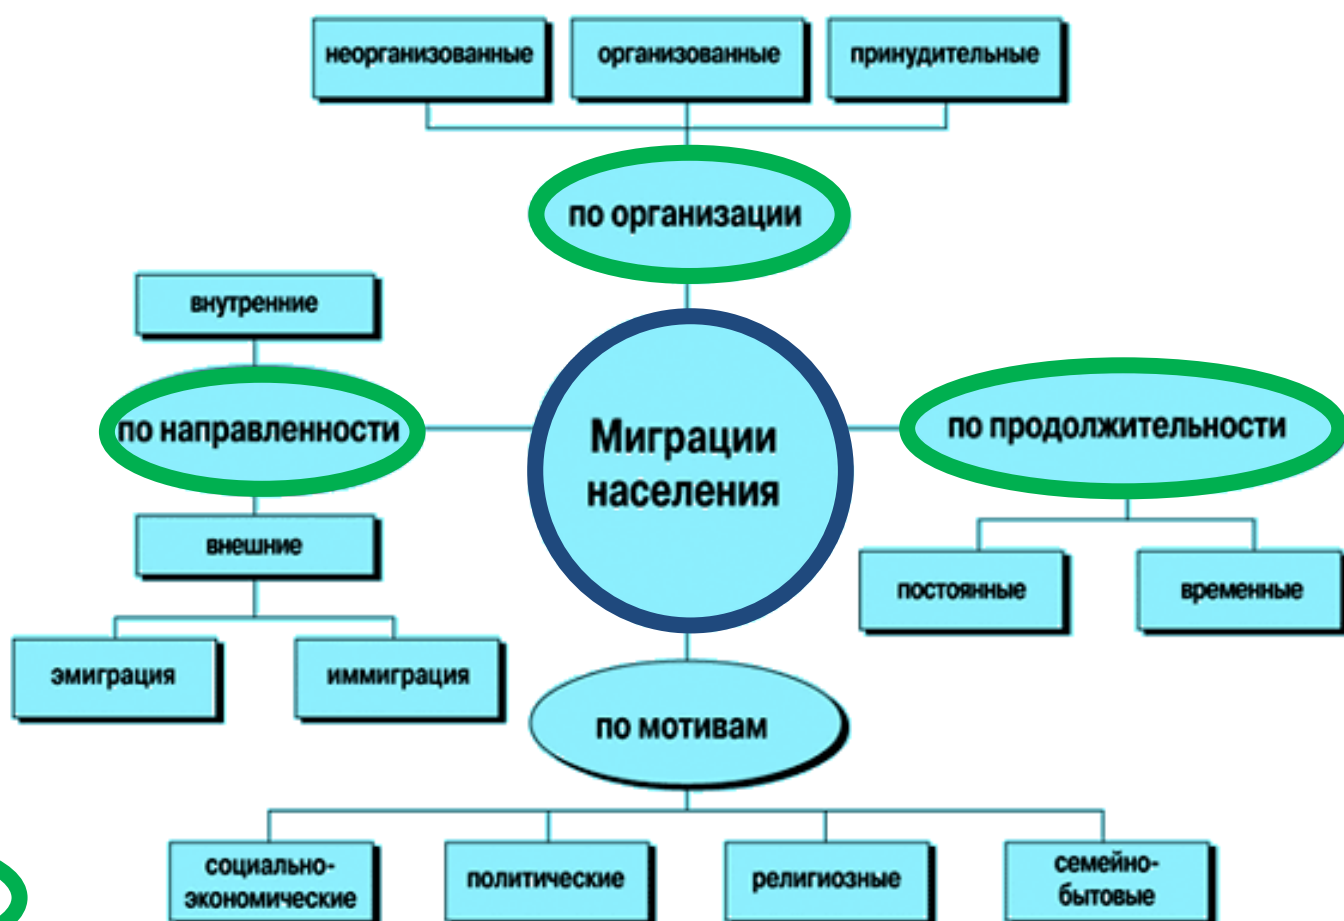 неорганизованные
организованные
принудительные
по организации
внутренние
по направленности
Миграции
населения
по продолжительности
внешние
постоянные
временные
эмиграция
иммиграция
по мотивам
социально-
экономические
политические
религиозные
семейно-
бытовые